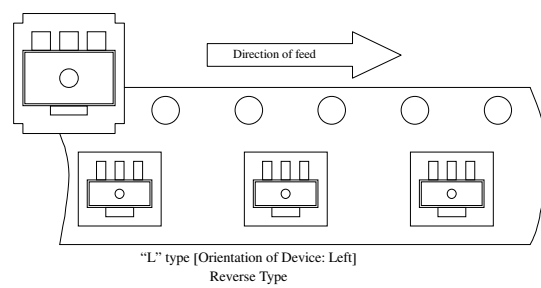 Direction of feed
“L” type [Orientation of Device: Left]
Reverse Type